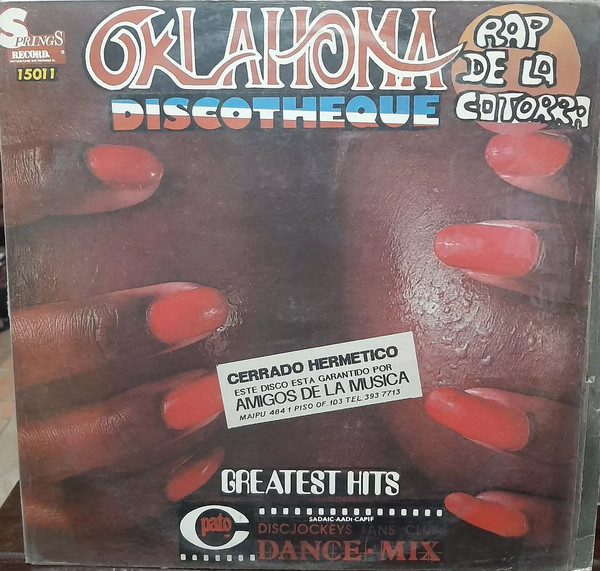 SPRINGS
RECORD.
15011
OKLAHOMA
DISCOTHEQUE
RAP
DE LA
COTORRA
CERRADO HERMETICO
ESTE DISCO ESTA GARANTIDO POR
AMIGOS DE LA MUSICA
MAIPU 484 1 PISO OF. 103 TEL. 393 7713
GREATEST HITS
SADAIC-AADI-CAPIF
pato C
DISCJOCKEYS FANS CLUB
DANCE-MIX